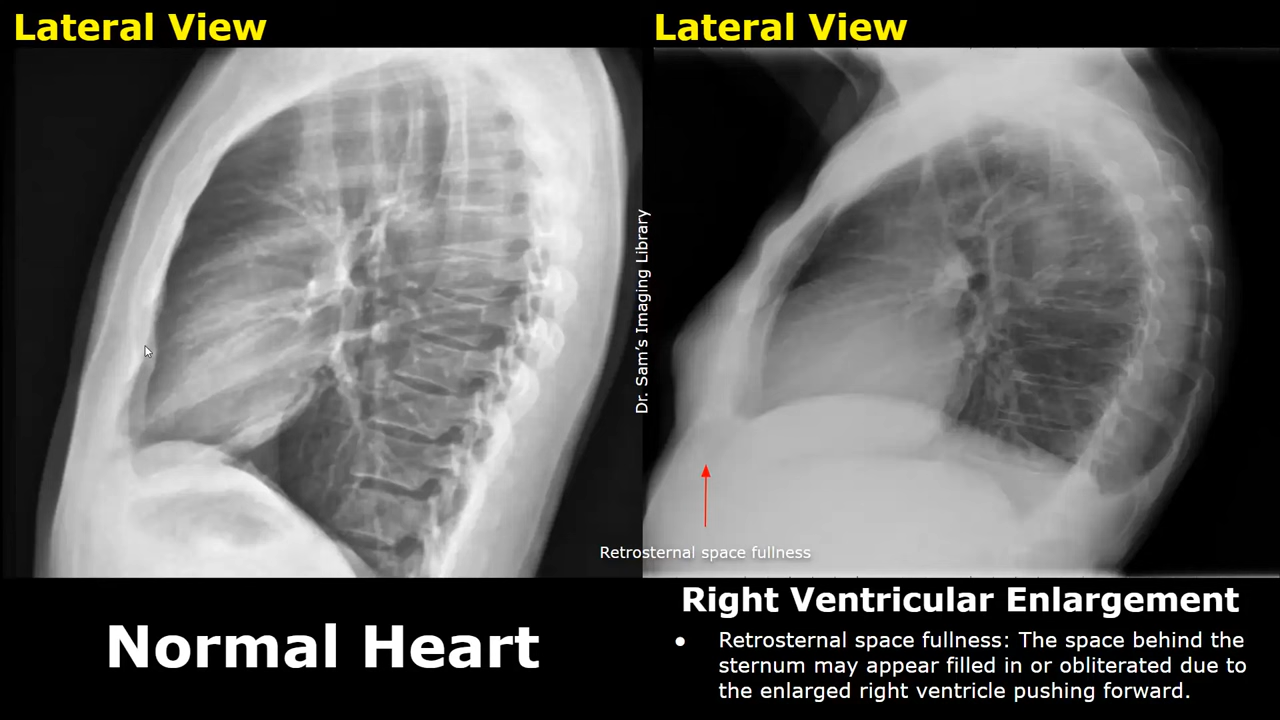 Lateral View
Lateral View
Dr. Sam's Imaging Library
Retrosternal space fullness
Normal Heart
Right Ventricular Enlargement
• Retrosternal space fullness: The space behind the
sternum may appear filled in or obliterated due to
the enlarged right ventricle pushing forward.